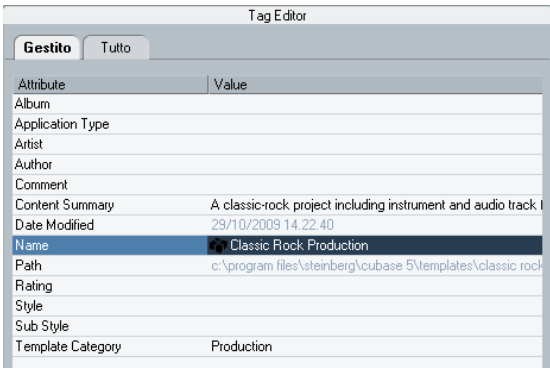 Tag Editor
Gestito Tutto
Attribute Value
Album
Application Type
Artist
Author
Comment
Content Summary A classic-rock project including instrument and audio track
Date Modified 29/10/2009 14.22.40
Name Classic Rock Production
Path c:\program files\steinberg\cubase 5\templates\classic rock
Rating
Style
Sub Style
Template Category Production